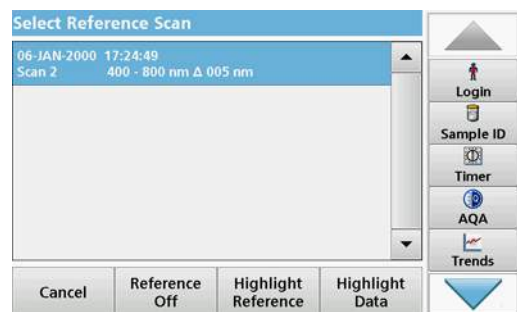 Select Reference Scan
06-JAN-2000 17:24:49
Scan 2 400 - 800 nm Δ 005 nm
Login
Sample ID
Timer
AQA
Trends
Cancel
Reference
Off
Highlight
Reference
Highlight
Data